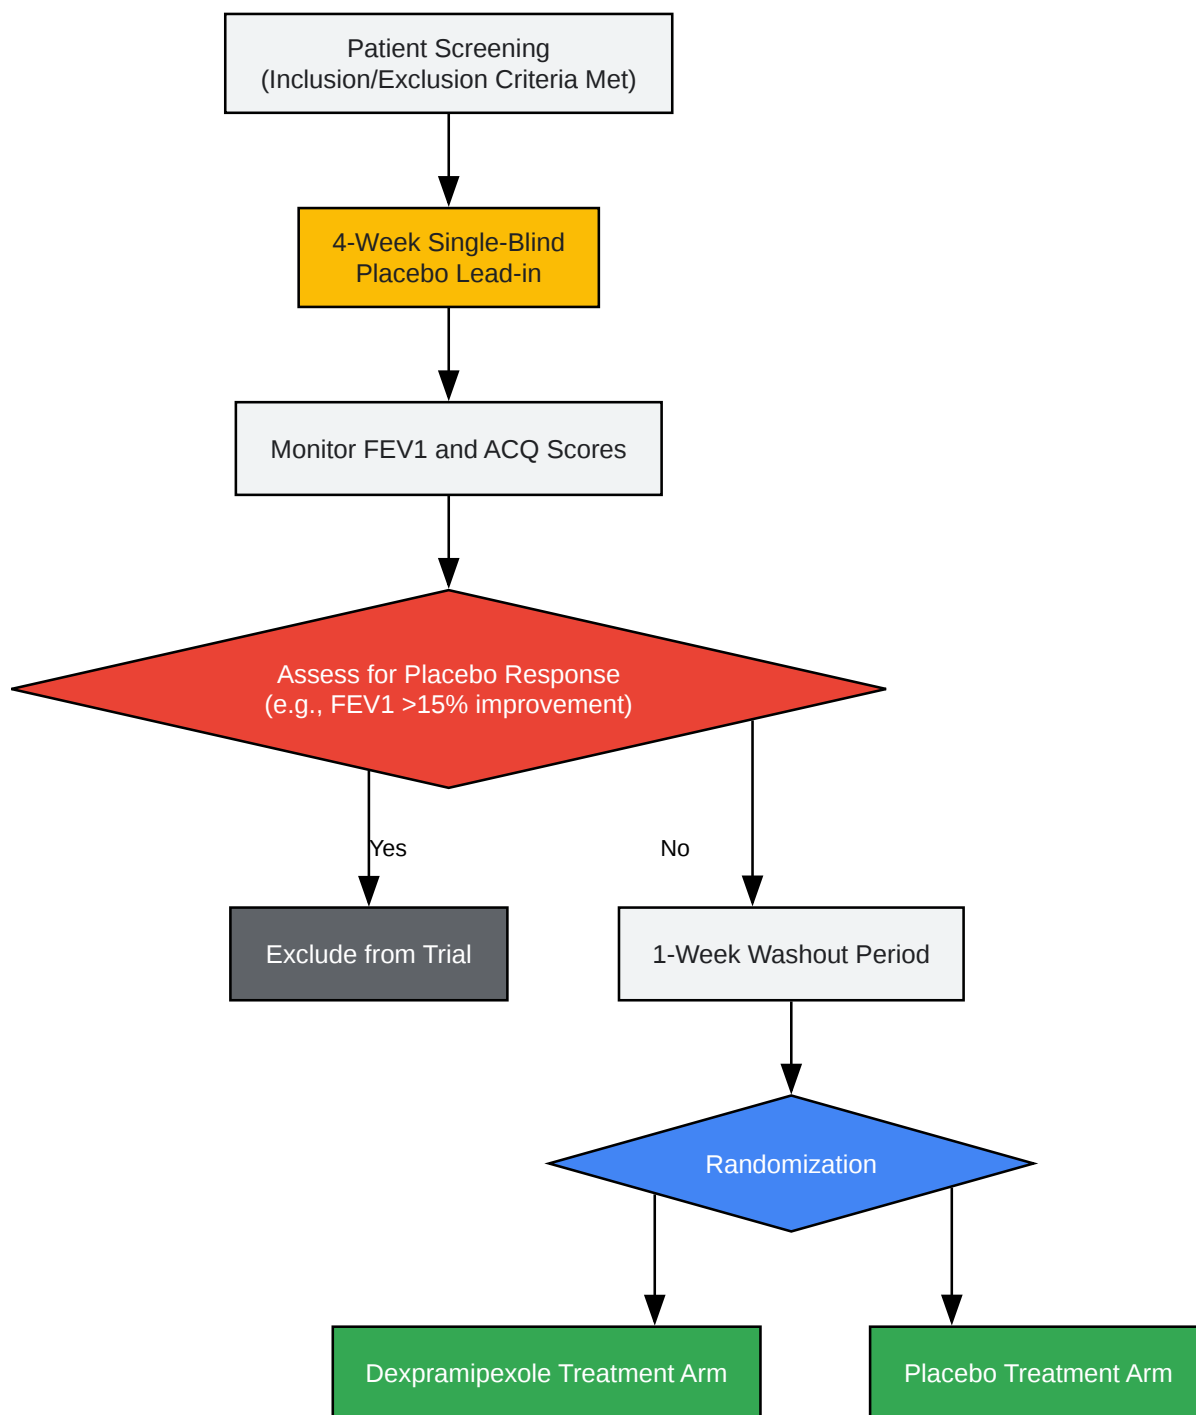 Patient Screening
(Inclusion/Exclusion Criteria Met)
4-Week Single-Blind
Placebo Lead-in
Monitor FEV1 and ACQ Scores
Assess for Placebo Response
(e.g., FEV1 >15% improvement)
Yes
No
Exclude from Trial
1-Week Washout Period
Randomization
Dexpramipexole Treatment Arm
Placebo Treatment Arm